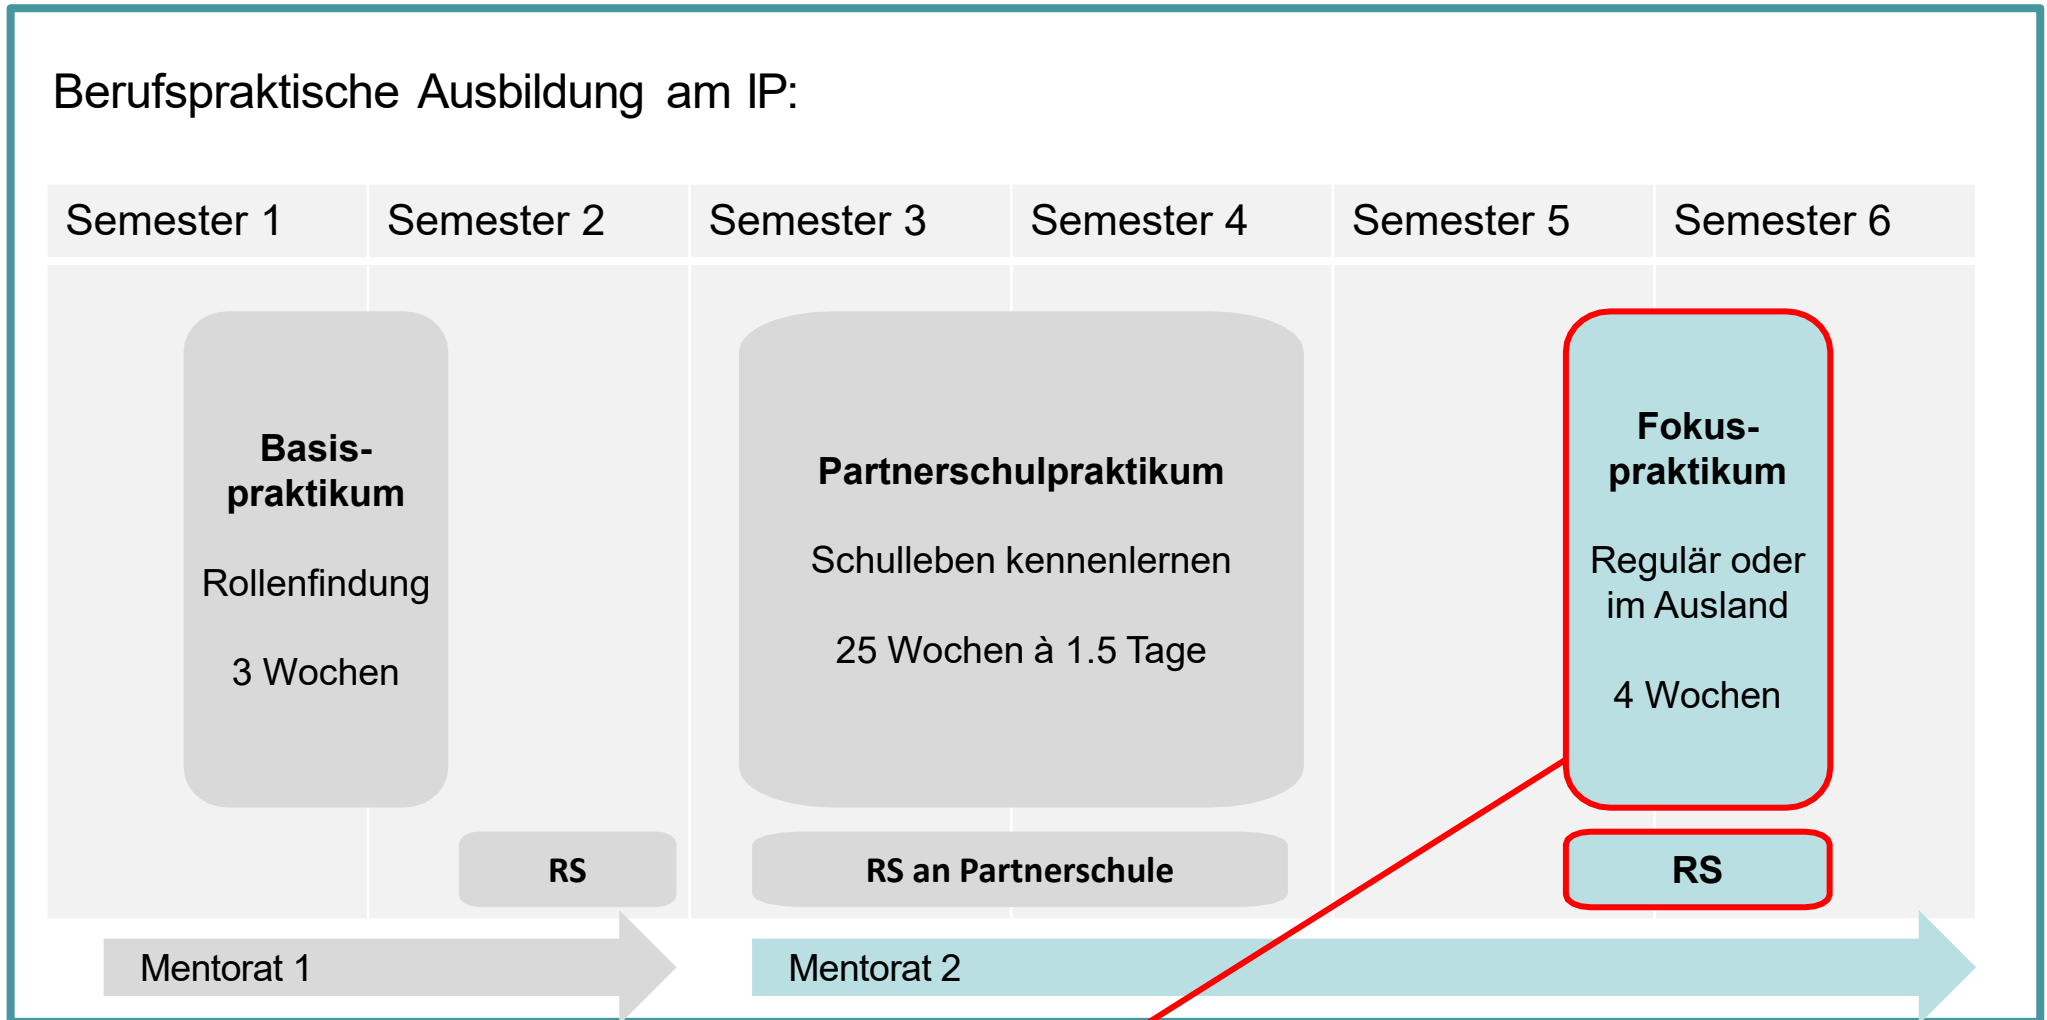 Berufspraktische Ausbildung am IP:
Semester 1
Semester 2
Semester 3
Semester 4
Semester 5
Semester 6
Basis-
praktikum
Rollenfindung
3 Wochen
Partnerschulpraktikum
Schulleben kennenlernen
25 Wochen à 1.5 Tage
Fokus-
praktikum
Regulär oder
im Ausland
4 Wochen
RS
RS an Partnerschule
RS
Mentorat 1
Mentorat 2